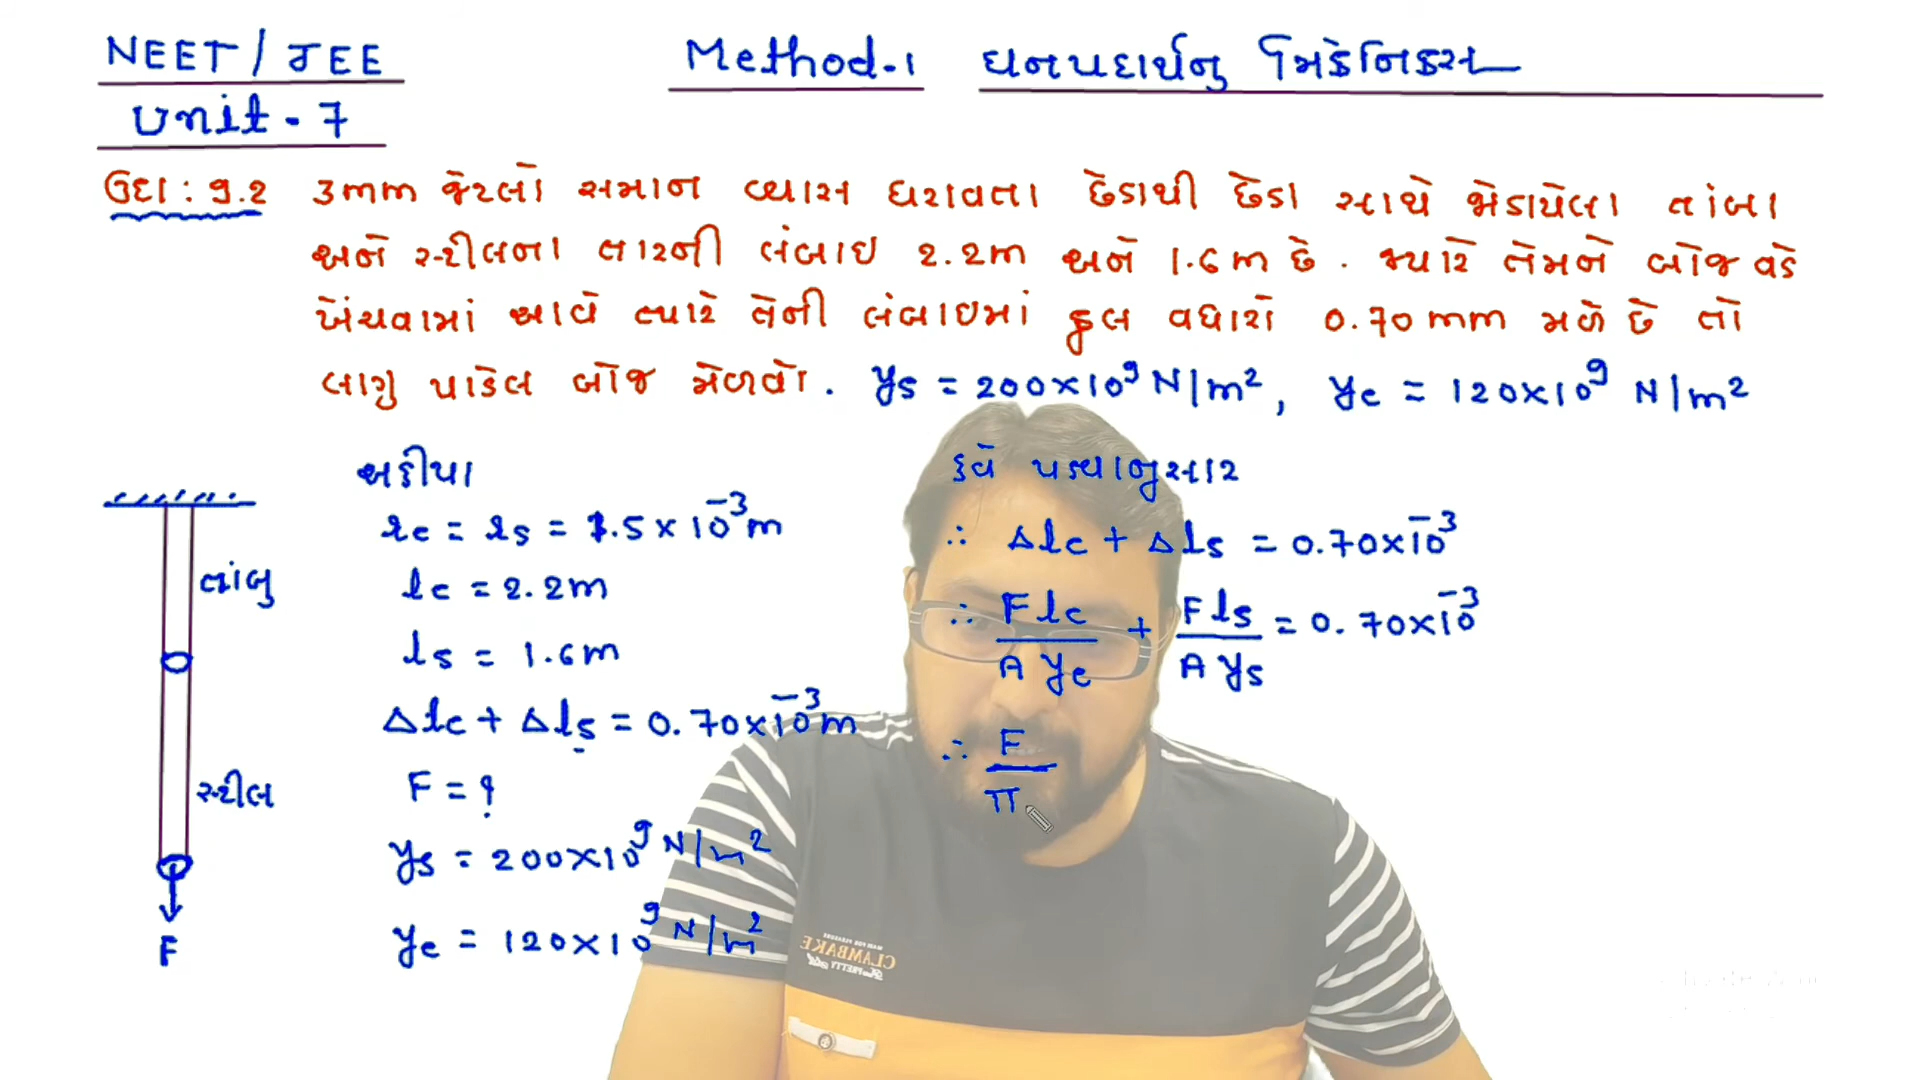 NEET / JEE
Method-1 ઘનપદાર્થનુ મિકેનિકસ
Unit - 7
ઉદા : 9.2 3mm જેટલો સમાન વ્યાસ ધરાવતા છેડાથી છેડા સાથે જોડાયેલા તાંબા
અને સ્ટીલના તારની લંબાઇ 2.2m અને 1.6m છે. જ્યારે તેમને બોજ વડે
ખેંચવામાં આવે ત્યારે તેની લંબાઇમાં કુલ વધારો 0.70mm મળે છે તો
લાગુ પાડેલ બોજ મેળવો. ys = 200×10⁹ N/m², yc = 120×10⁹ N/m²
અહીયા
rc = rs = 1.5×10⁻³m
lc = 2.2m
ls = 1.6m
Δlc + Δls = 0.70×10⁻³m
F = ?
ys = 200×10⁹ N/m²
yc = 120×10⁹ N/m²
તાંબુ
સ્ટીલ
F
હવે પ્રશ્નાનુસાર
∴ Δlc + Δls = 0.70×10⁻³
∴ Flc/Ayc + Fls/Ays = 0.70×10⁻³
∴ F/π
CLAMBAKE